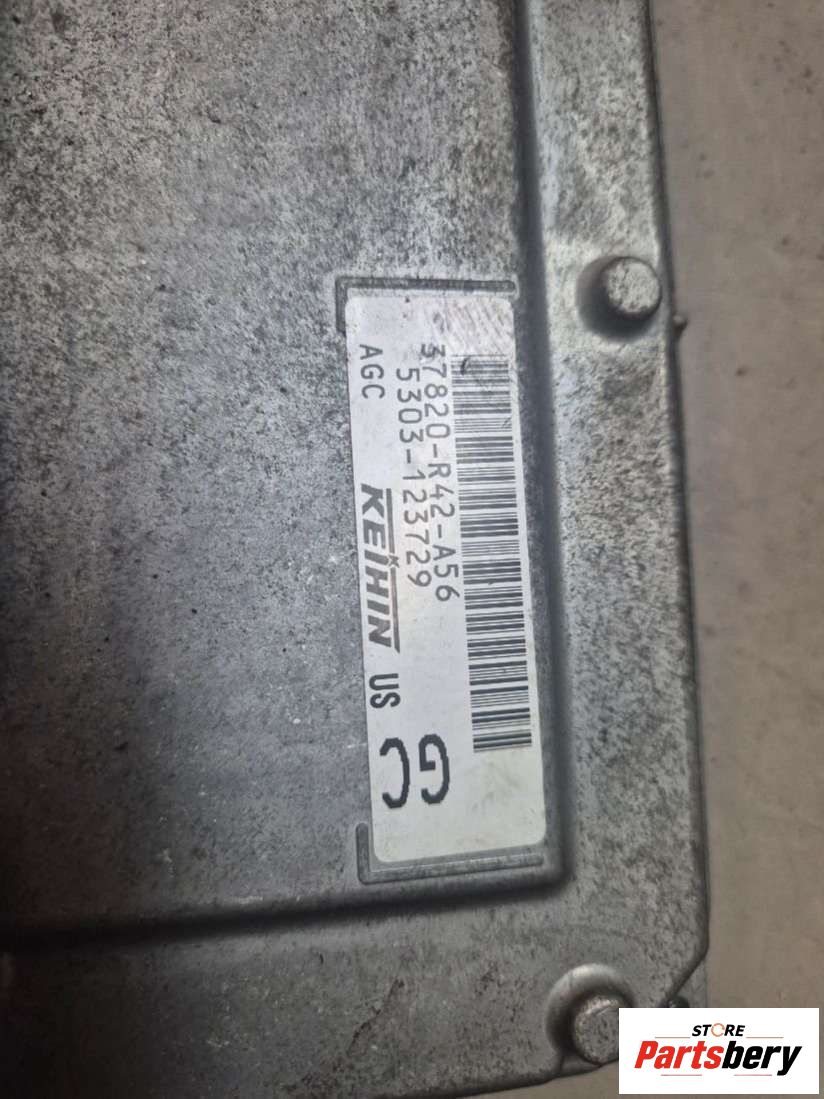 37820-R42-A56
5303-123729
AGC KEIHIN US
GC
STORE
Partsbery